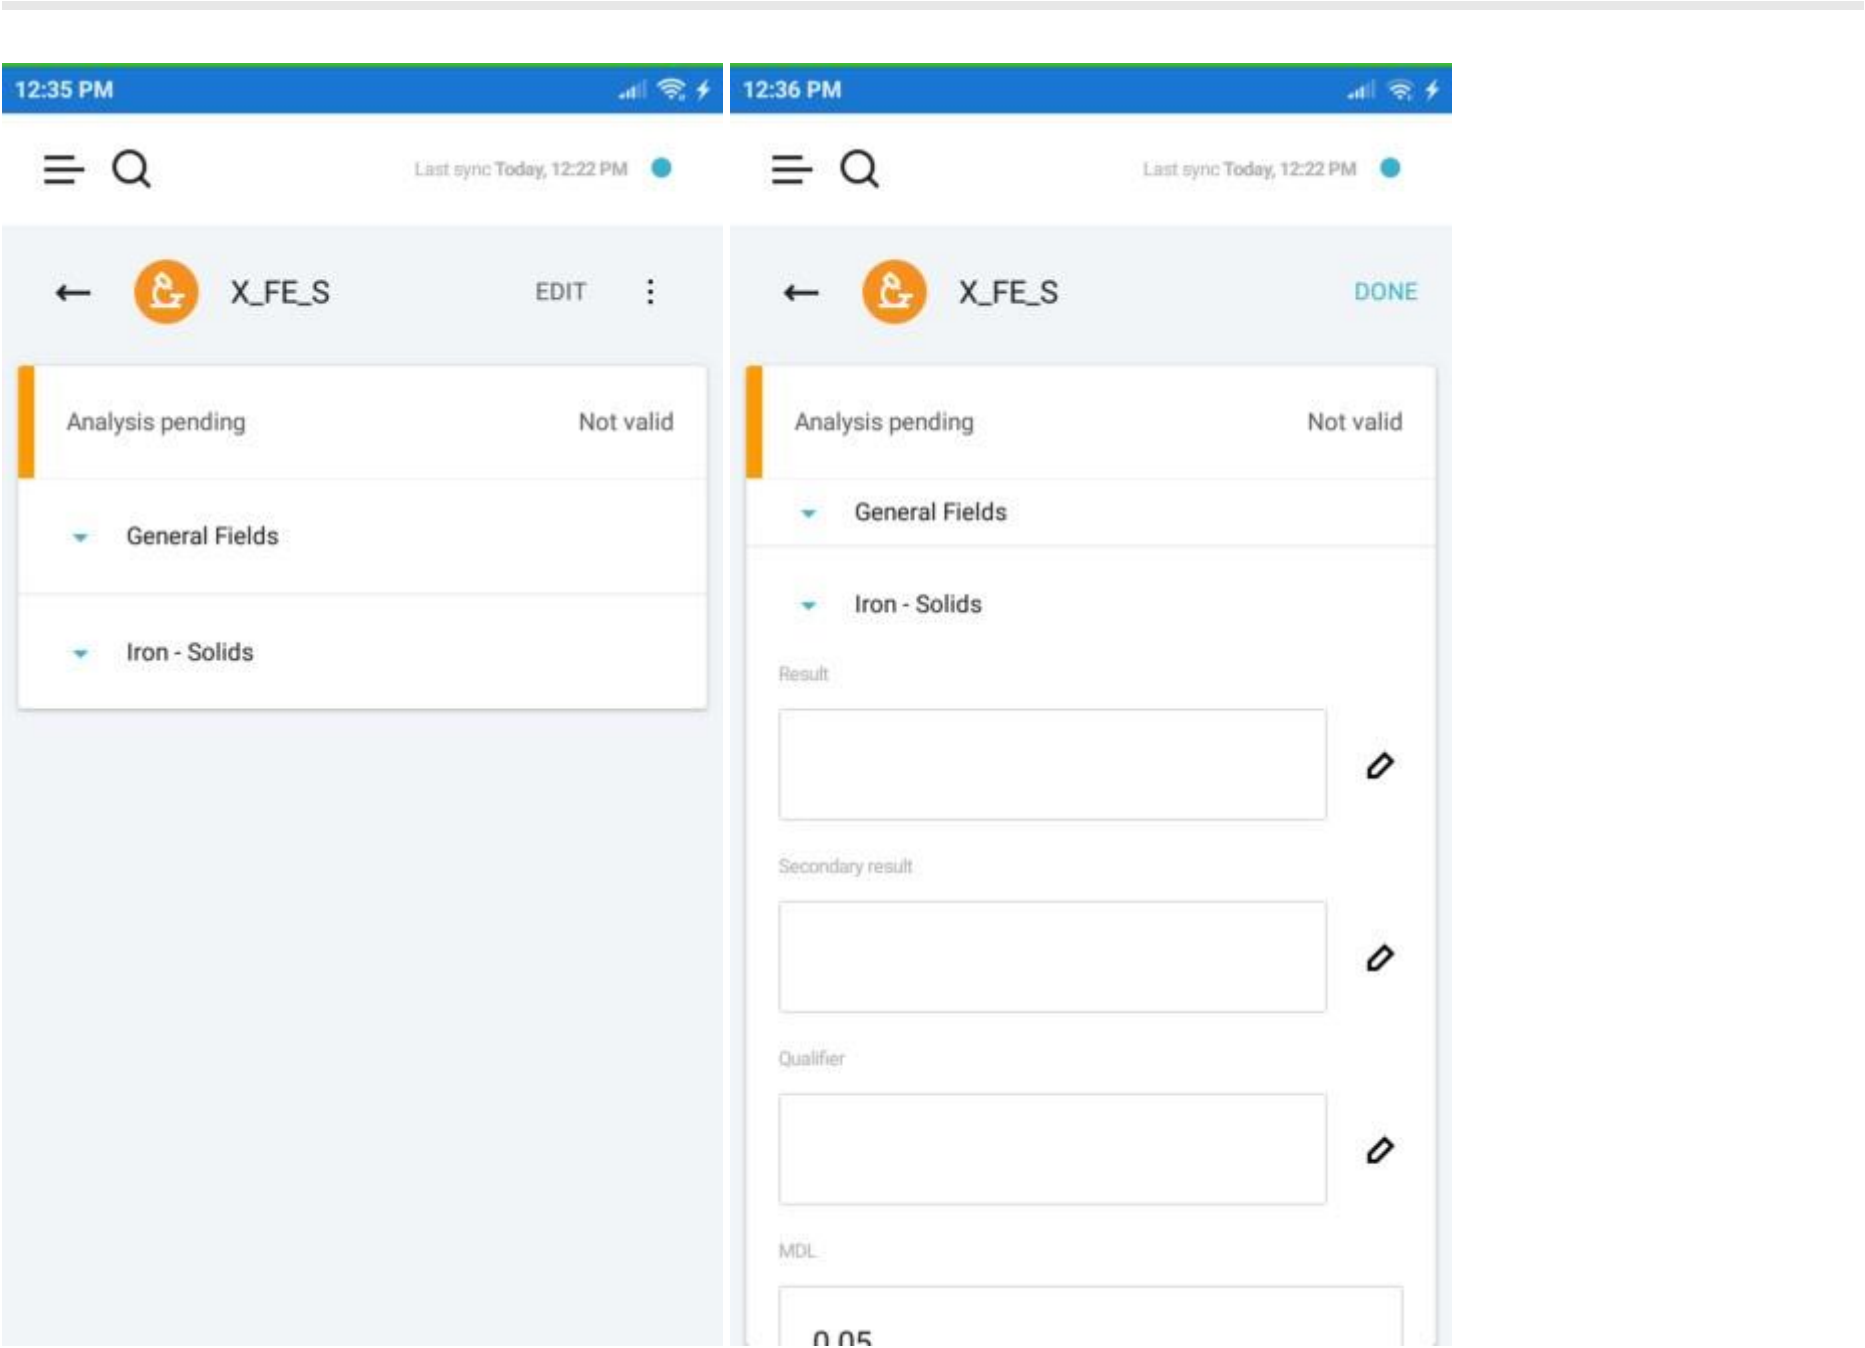 12:35 PM
Last sync Today, 12:22 PM
X_FE_S EDIT
Analysis pending Not valid
General Fields
Iron - Solids
12:36 PM
Last sync Today, 12:22 PM
X_FE_S DONE
Analysis pending Not valid
General Fields
Iron - Solids
Result
Secondary result
Qualifier
MDL
0.05